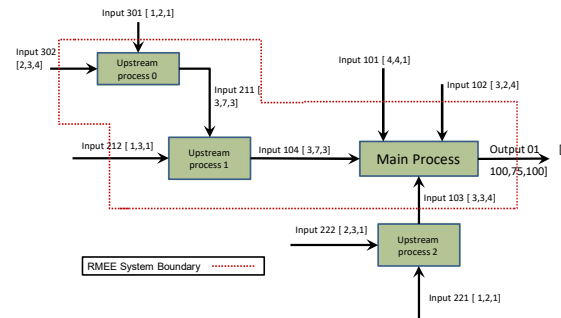 Input 301 [ 1,2,1]
Input 302
[2,3,4]
Upstream
process 0
Input 211 [
3,7,3]
Input 101 [ 4,4,1]
Input 102 [ 3,2,4]
Input 212 [ 1,3,1]
Upstream
process 1
Input 104 [ 3,7,3]
Main Process
Output 01 [
100,75,100]
Input 103 [ 3,3,4]
Input 222 [ 2,3,1]
Upstream
process 2
RMEE System Boundary
Input 221 [ 1,2,1]